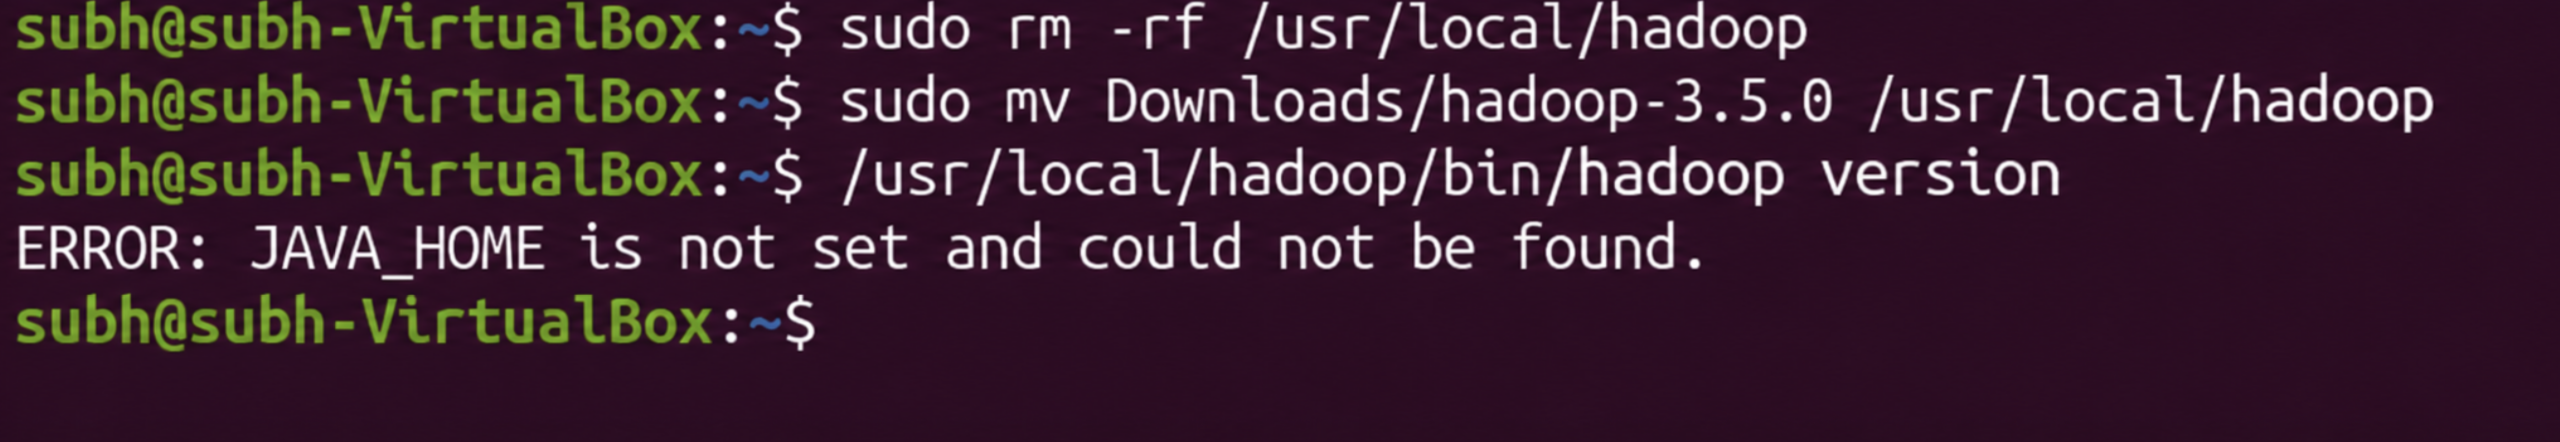 subh@subh-VirtualBox:~$ sudo rm -rf /usr/local/hadoop
subh@subh-VirtualBox:~$ sudo mv Downloads/hadoop-3.5.0 /usr/local/hadoop
subh@subh-VirtualBox:~$ /usr/local/hadoop/bin/hadoop version
ERROR: JAVA_HOME is not set and could not be found.
subh@subh-VirtualBox:~$